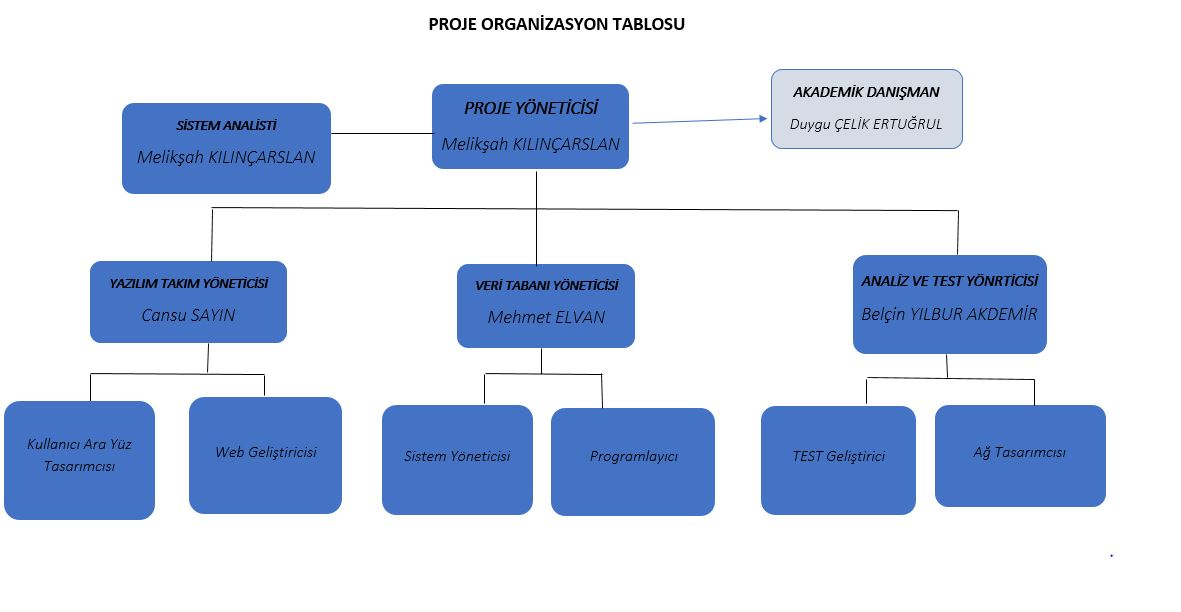 PROJE ORGANİZASYON TABLOSU
SİSTEM ANALİSTİ
Melikşah KILINÇARSLAN
PROJE YÖNETİCİSİ
Melikşah KILINÇARSLAN
AKADEMİK DANIŞMAN
Duygu ÇELİK ERTUĞRUL
YAZILIM TAKIM YÖNETİCİSİ
Cansu SAYIN
VERİ TABANI YÖNETİCİSİ
Mehmet ELVAN
ANALİZ VE TEST YÖNRTİCİSİ
Belçin YILBUR AKDEMİR
Kullanıcı Ara Yüz
Tasarımcısı
Web Geliştiricisi
Sistem Yöneticisi
Programlayıcı
TEST Geliştirici
Ağ Tasarımcısı